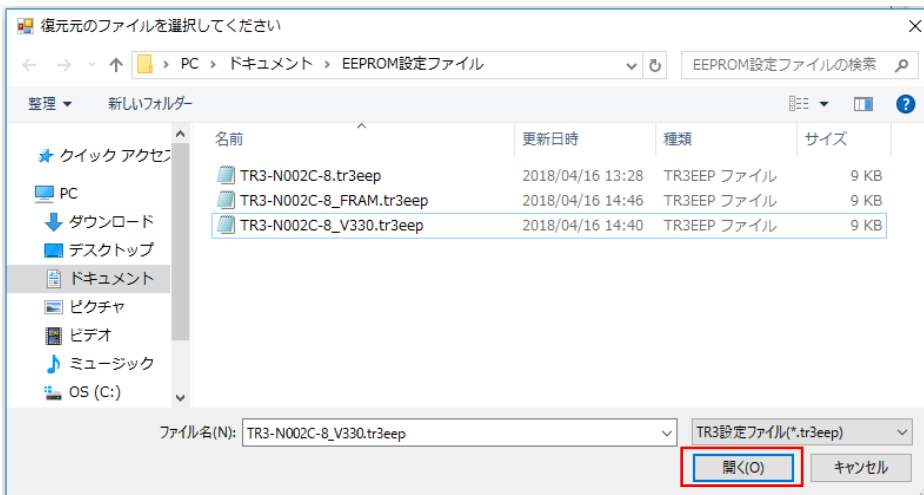 復元元のファイルを選択してください
PC › ドキュメント › EEPROM設定ファイル
EEPROM設定ファイルの検索
整理 新しいフォルダー
名前 更新日時 種類 サイズ
クイック アクセス
PC
ダウンロード
デスクトップ
ドキュメント
ピクチャ
ビデオ
ミュージック
OS (C:)
TR3-N002C-8.tr3eep 2018/04/16 13:28 TR3EEP ファイル 9 KB
TR3-N002C-8_FRAM.tr3eep 2018/04/16 14:46 TR3EEP ファイル 9 KB
TR3-N002C-8_V330.tr3eep 2018/04/16 14:40 TR3EEP ファイル 9 KB
ファイル名(N): TR3-N002C-8_V330.tr3eep TR3設定ファイル(*.tr3eep)
開く(O) キャンセル